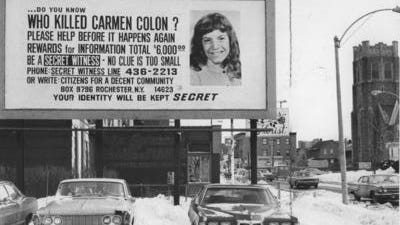 ...DO YOU KNOW
WHO KILLED CARMEN COLON ?
PLEASE HELP BEFORE IT HAPPENS AGAIN
REWARDS for INFORMATION TOTAL $6,000.00
BE A SECRET WITNESS - NO CLUE IS TOO SMALL
PHONE: SECRET WITNESS LINE 436-2213
OR WRITE: CITIZENS FOR A DECENT COMMUNITY
BOX 9786 ROCHESTER, N.Y. 14623
YOUR IDENTITY WILL BE KEPT SECRET